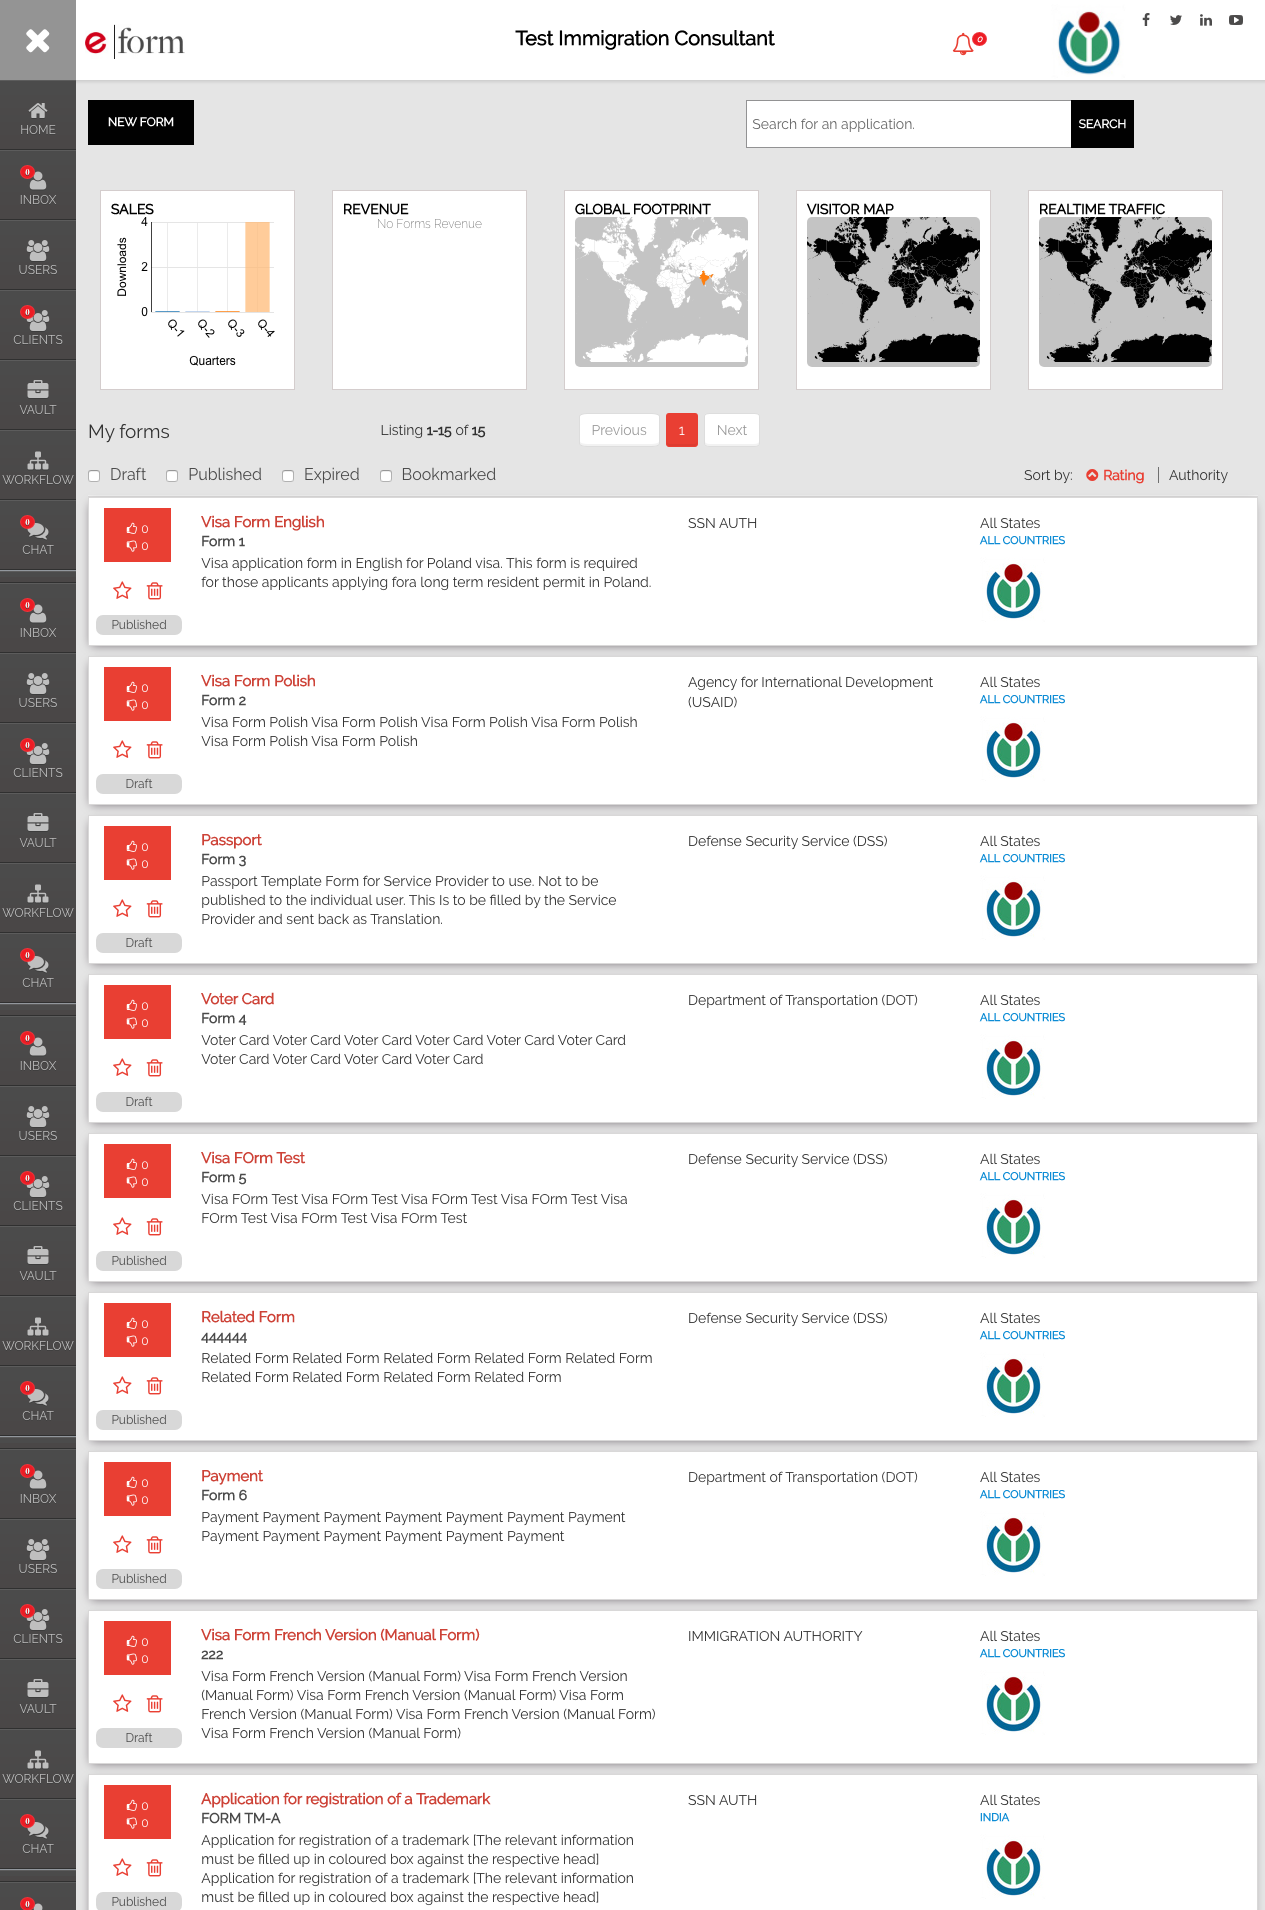 e form
Test Immigration Consultant
0
HOME
0
INBOX
USERS
0
CLIENTS
VAULT
WORKFLOW
0
CHAT
0
INBOX
USERS
0
CLIENTS
VAULT
WORKFLOW
0
CHAT
0
INBOX
USERS
0
CLIENTS
VAULT
WORKFLOW
0
CHAT
0
INBOX
USERS
0
CLIENTS
VAULT
WORKFLOW
0
CHAT
0
NEW FORM
Search for an application.
SEARCH
SALES
4
2
0
Downloads
Q-1
Q-2
Q-3
Q-4
Quarters
REVENUE
No Forms Revenue
GLOBAL FOOTPRINT
VISITOR MAP
REALTIME TRAFFIC
My forms
Listing 1-15 of 15
Previous 1 Next
Draft Published Expired Bookmarked
Sort by: Rating Authority
0
0
Published
Visa Form English
Form 1
Visa application form in English for Poland visa. This form is required
for those applicants applying fora long term resident permit in Poland.
SSN AUTH
All States
ALL COUNTRIES
0
0
Draft
Visa Form Polish
Form 2
Visa Form Polish Visa Form Polish Visa Form Polish Visa Form Polish
Visa Form Polish Visa Form Polish
Agency for International Development
(USAID)
All States
ALL COUNTRIES
0
0
Draft
Passport
Form 3
Passport Template Form for Service Provider to use. Not to be
published to the individual user. This Is to be filled by the Service
Provider and sent back as Translation.
Defense Security Service (DSS)
All States
ALL COUNTRIES
0
0
Draft
Voter Card
Form 4
Voter Card Voter Card Voter Card Voter Card Voter Card Voter Card
Voter Card Voter Card Voter Card Voter Card
Department of Transportation (DOT)
All States
ALL COUNTRIES
0
0
Published
Visa FOrm Test
Form 5
Visa FOrm Test Visa FOrm Test Visa FOrm Test Visa FOrm Test Visa
FOrm Test Visa FOrm Test Visa FOrm Test
Defense Security Service (DSS)
All States
ALL COUNTRIES
0
0
Published
Related Form
444444
Related Form Related Form Related Form Related Form Related Form
Related Form Related Form Related Form Related Form
Defense Security Service (DSS)
All States
ALL COUNTRIES
0
0
Published
Payment
Form 6
Payment Payment Payment Payment Payment Payment Payment
Payment Payment Payment Payment Payment Payment
Department of Transportation (DOT)
All States
ALL COUNTRIES
0
0
Draft
Visa Form French Version (Manual Form)
222
Visa Form French Version (Manual Form) Visa Form French Version
(Manual Form) Visa Form French Version (Manual Form) Visa Form
French Version (Manual Form) Visa Form French Version (Manual Form)
Visa Form French Version (Manual Form)
IMMIGRATION AUTHORITY
All States
ALL COUNTRIES
0
0
Published
Application for registration of a Trademark
FORM TM-A
Application for registration of a trademark [The relevant information
must be filled up in coloured box against the respective head]
Application for registration of a trademark [The relevant information
must be filled up in coloured box against the respective head]
SSN AUTH
All States
INDIA